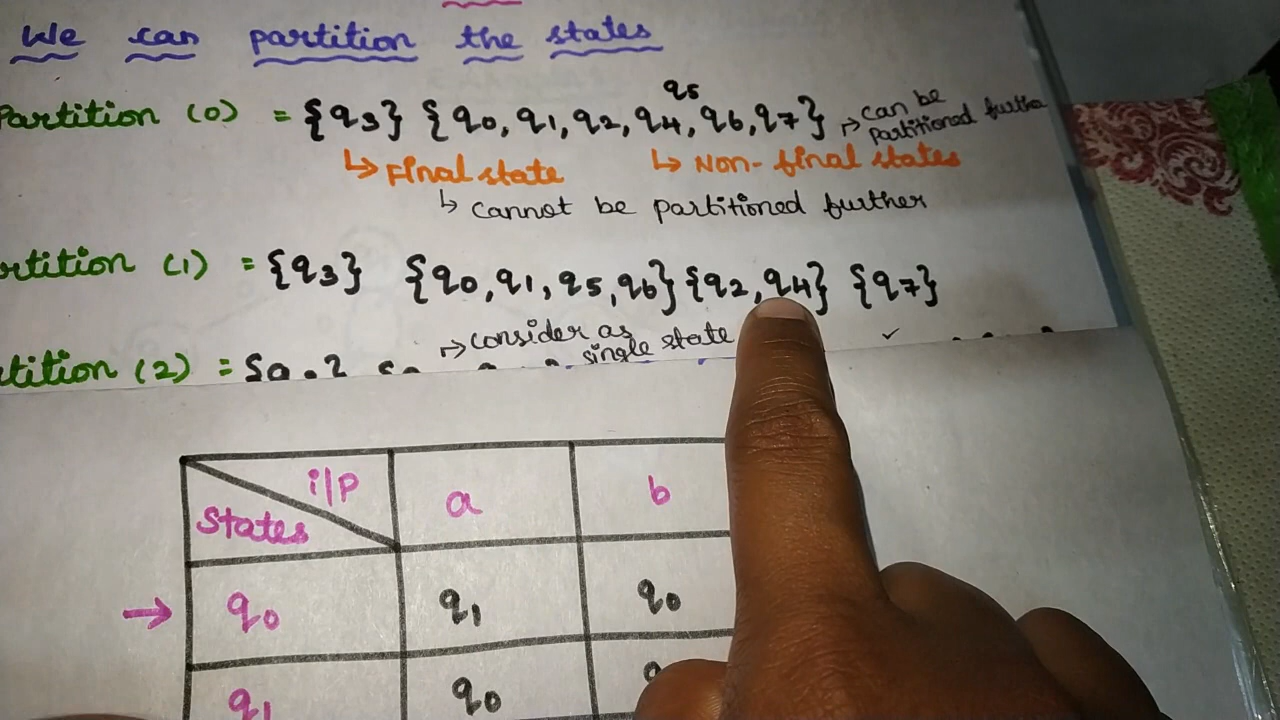 We can partition the states
Partition (0) = {q3} {q0, q1, q2, q4, q5, q6, q7} ↳ can be
partitioned further
↳ Final state ↳ Non-final states
↳ cannot be partitioned further
rtition (1) = {q3} {q0, q1, q5, q6} {q2, q4} {q7}
↳ consider as
single state
tition (2) =
i/p
States a b
→ q0 q1 q0
q1 q0